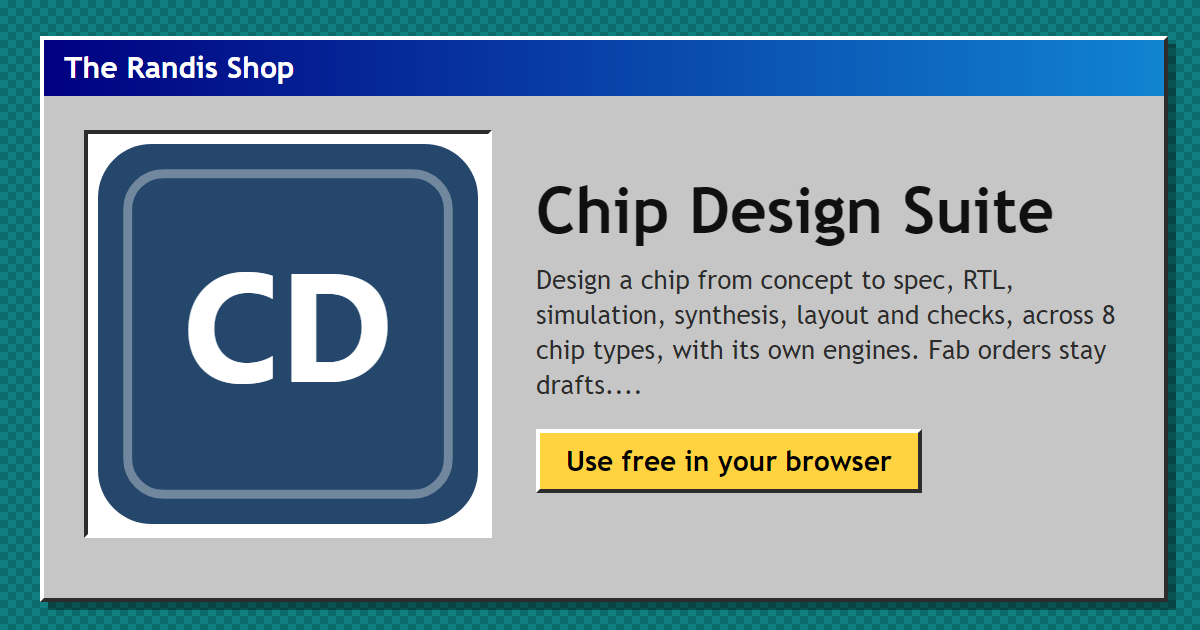 The Randis Shop
CD
Chip Design Suite
Design a chip from concept to spec, RTL,
simulation, synthesis, layout and checks, across 8
chip types, with its own engines. Fab orders stay
drafts....
Use free in your browser